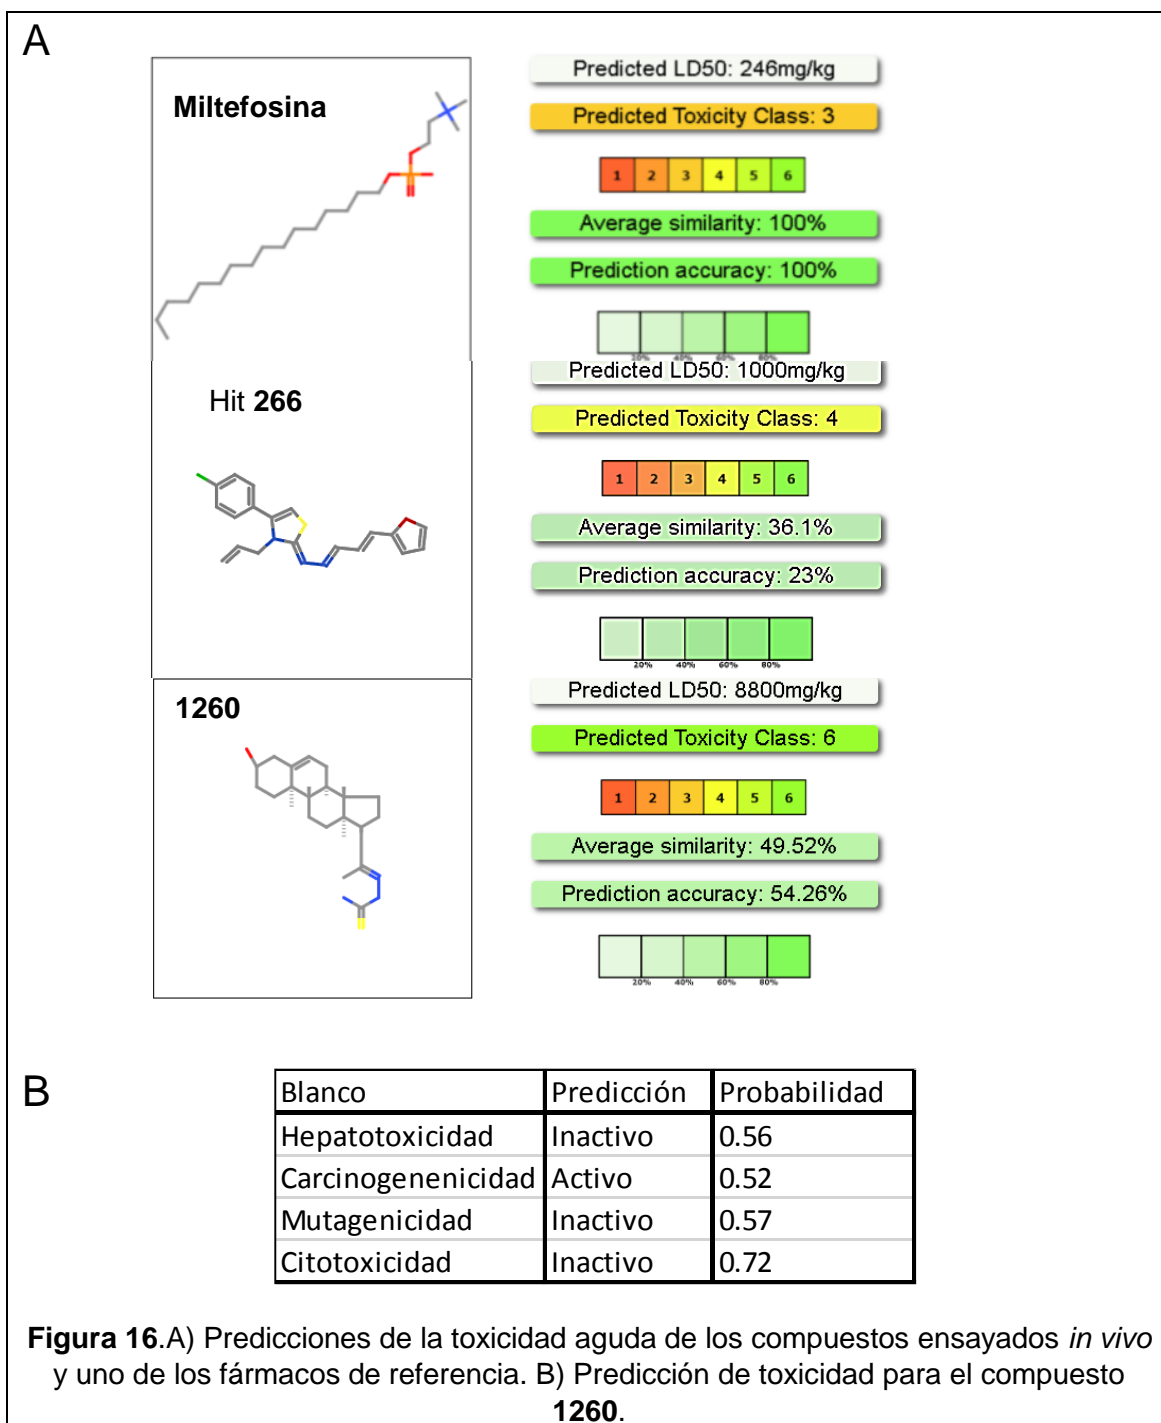 A
Miltefosina
Predicted LD50: 246mg/kg
Predicted Toxicity Class: 3
1 2 3 4 5 6
Average similarity: 100%
Prediction accuracy: 100%
20% 40% 60% 80%
Hit 266
Predicted LD50: 1000mg/kg
Predicted Toxicity Class: 4
1 2 3 4 5 6
Average similarity: 36.1%
Prediction accuracy: 23%
20% 40% 60% 80%
1260
Predicted LD50: 8800mg/kg
Predicted Toxicity Class: 6
1 2 3 4 5 6
Average similarity: 49.52%
Prediction accuracy: 54.26%
20% 40% 60% 80%
B
Blanco Predicción Probabilidad
Hepatotoxicidad Inactivo 0.56
Carcinogenenicidad Activo 0.52
Mutagenicidad Inactivo 0.57
Citotoxicidad Inactivo 0.72
Figura 16.A) Predicciones de la toxicidad aguda de los compuestos ensayados in vivo
y uno de los fármacos de referencia. B) Predicción de toxicidad para el compuesto
1260.